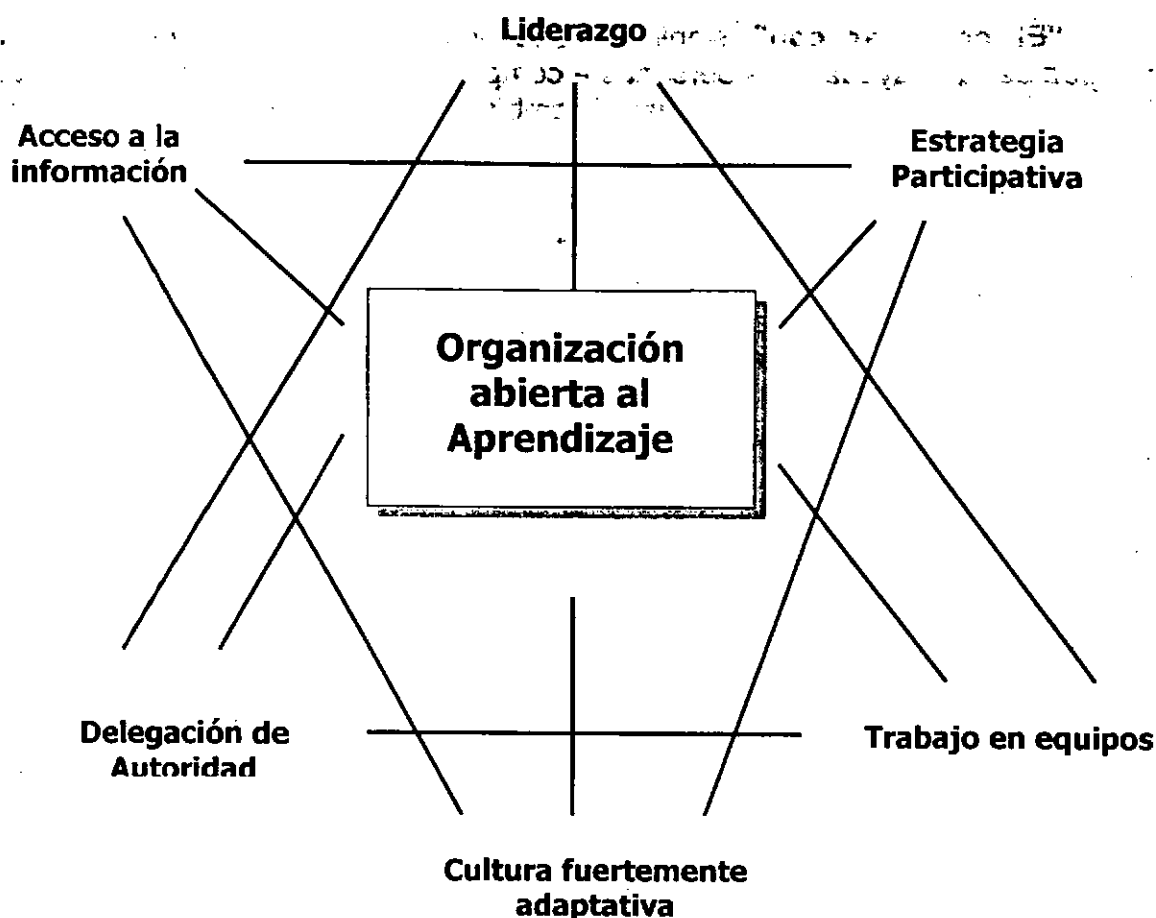 Liderazgo
Acceso a la
información
Estrategia
Participativa
Organización
abierta al
Aprendizaje
Delegación de
Autoridad
Trabajo en equipos
Cultura fuertemente
adaptativa